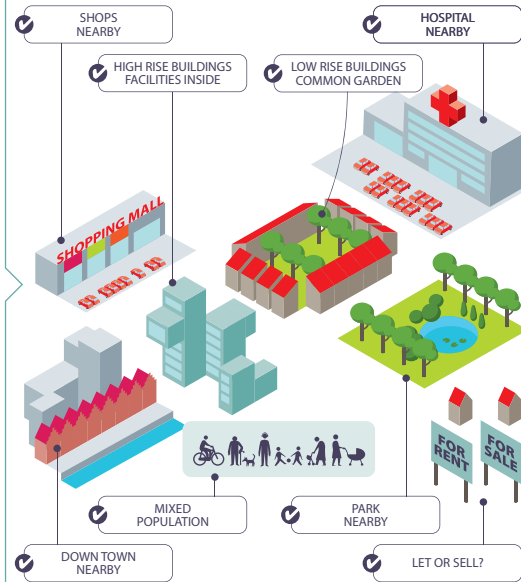 SHOPS
NEARBY
HOSPITAL
NEARBY
HIGH RISE BUILDINGS
FACILITIES INSIDE
LOW RISE BUILDINGS
COMMON GARDEN
SHOPPING MALL
FOR
RENT
FOR
SALE
MIXED
POPULATION
PARK
NEARBY
DOWN TOWN
NEARBY
LET OR SELL?